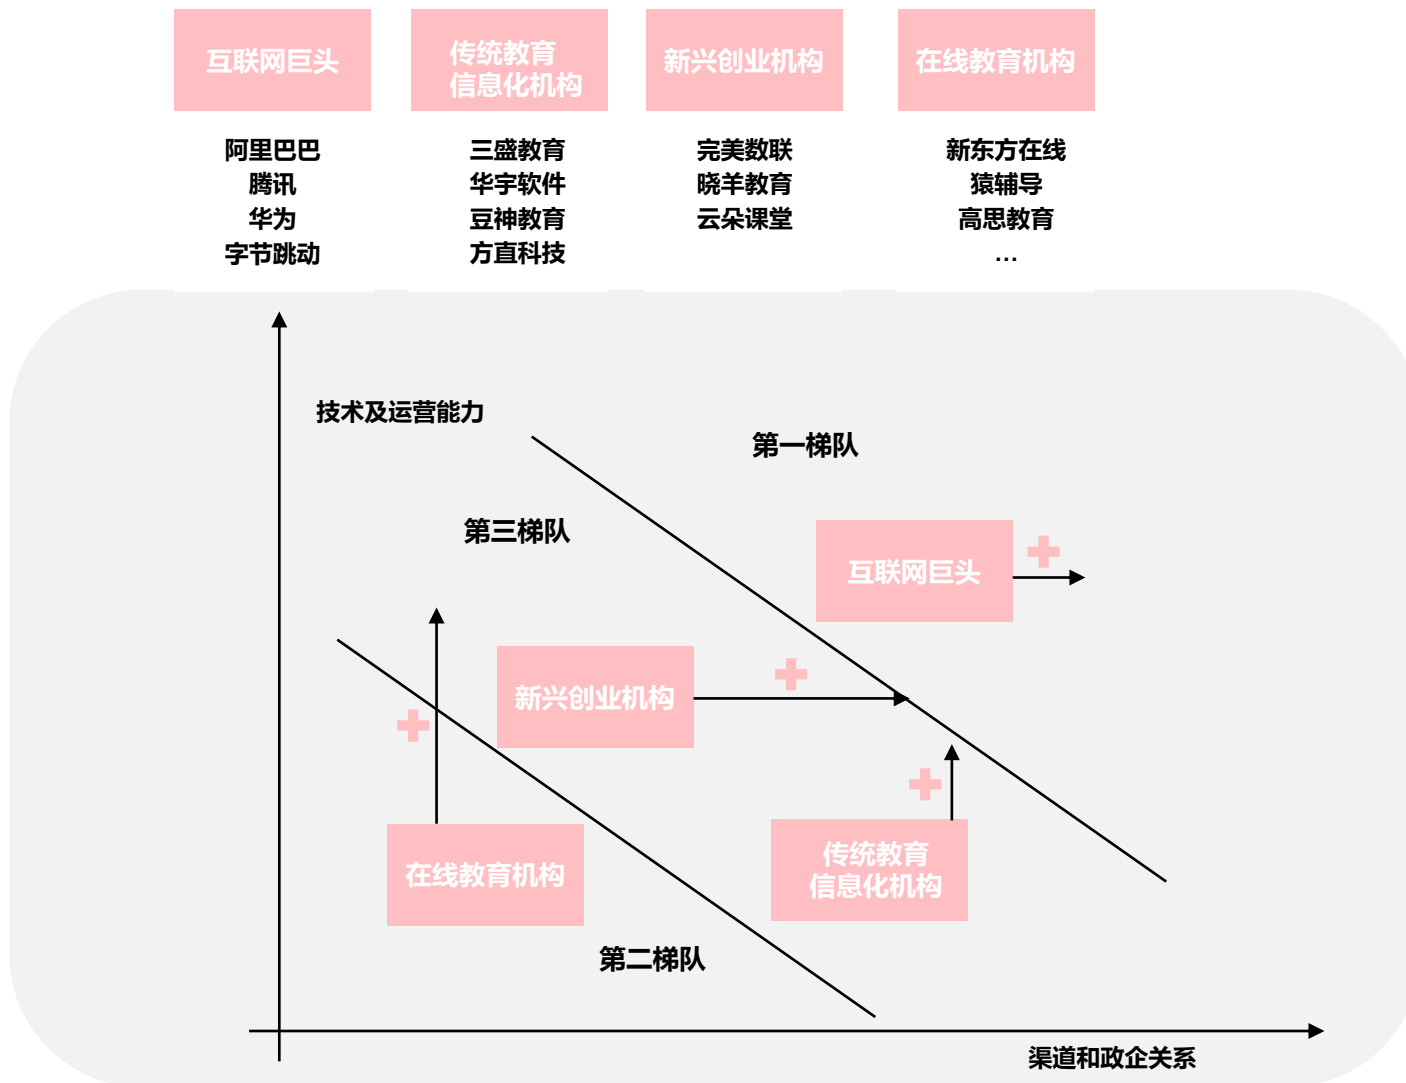 互联网巨头
传统教育
信息化机构
新兴创业机构
在线教育机构
阿里巴巴
腾讯
华为
字节跳动
三盛教育
华宇软件
豆神教育
方直科技
完美数联
晓羊教育
云朵课堂
新东方在线
猿辅导
高思教育
…
技术及运营能力
第一梯队
第三梯队
互联网巨头
新兴创业机构
在线教育机构
传统教育
信息化机构
第二梯队
渠道和政企关系